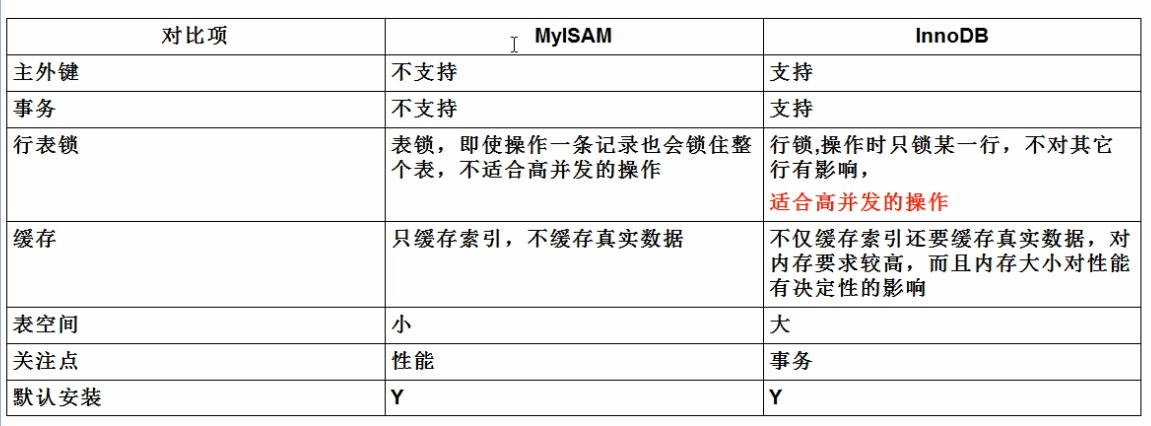 对比项 MyISAM InnoDB
主外键 不支持 支持
事务 不支持 支持
行表锁 表锁，即使操作一条记录也会锁住整 行锁,操作时只锁某一行，不对其它
个表，不适合高并发的操作 行有影响，
适合高并发的操作
缓存 只缓存索引，不缓存真实数据 不仅缓存索引还要缓存真实数据，对
内存要求较高，而且内存大小对性能
有决定性的影响
表空间 小 大
关注点 性能 事务
默认安装 Y Y